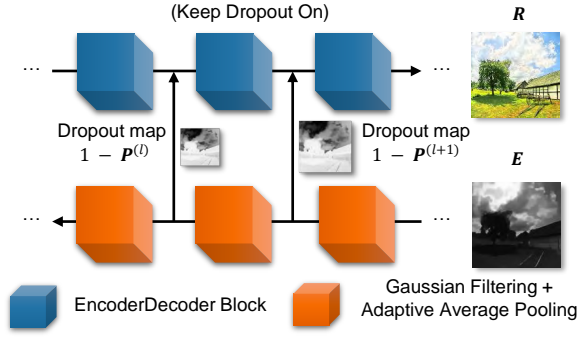 (Keep Dropout On)
R
...
...
Dropout map
1 − P^(l)
Dropout map
1 − P^(l+1)
E
...
...
EncoderDecoder Block
Gaussian Filtering +
Adaptive Average Pooling